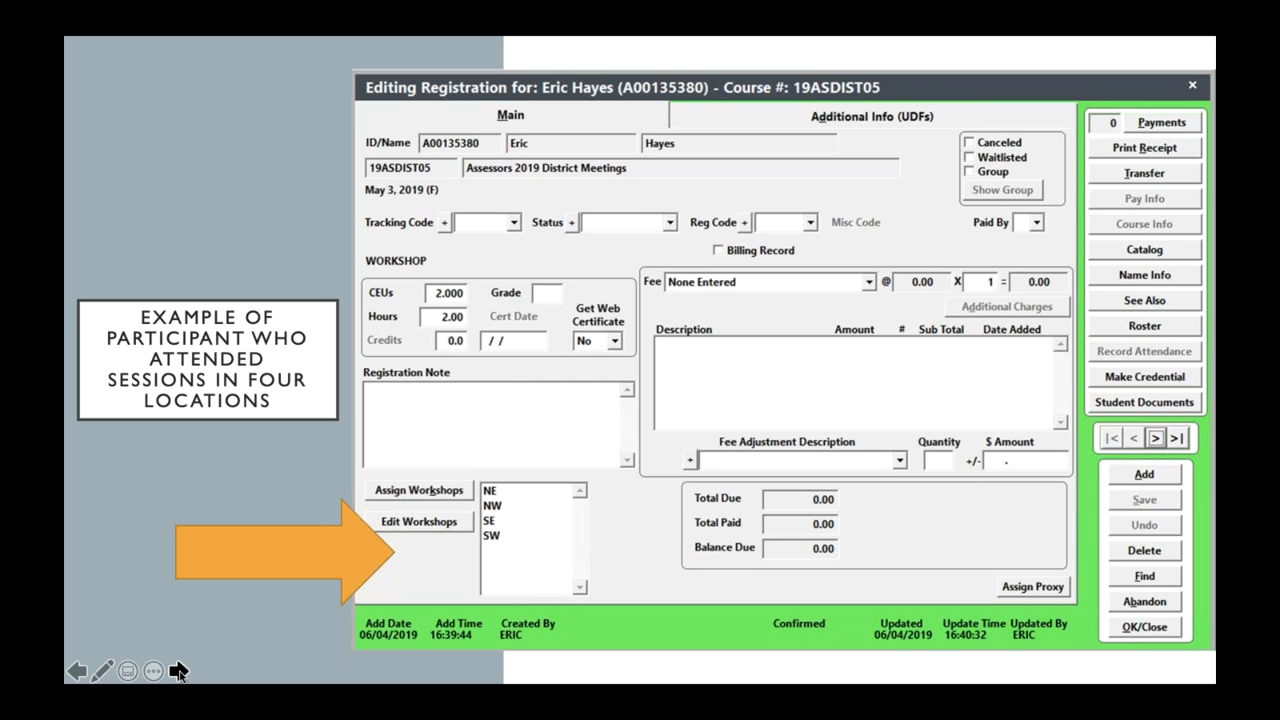 EXAMPLE OF
PARTICIPANT WHO
ATTENDED
SESSIONS IN FOUR
LOCATIONS
Editing Registration for: Eric Hayes (A00135380) - Course #: 19ASDIST05
Main
Additional Info (UDFs)
ID/Name A00135380 Eric Hayes
19ASDIST05 Assessors 2019 District Meetings
May 3, 2019 (F)
Canceled
Waitlisted
Group
Show Group
Tracking Code + Status + Reg Code + Misc Code Paid By
Billing Record
WORKSHOP
CEUs 2.000 Grade
Hours 2.00 Cert Date
Get Web
Certificate
Credits 0.0 / / No
Fee None Entered @ 0.00 X 1 = 0.00
Additional Charges
Description Amount # Sub Total Date Added
Registration Note
Fee Adjustment Description Quantity $ Amount
+ +/- .
Assign Workshops
Edit Workshops
NE
NW
SE
SW
Total Due 0.00
Total Paid 0.00
Balance Due 0.00
Assign Proxy
Add Date Add Time Created By Confirmed Updated Update Time Updated By
06/04/2019 16:39:44 ERIC 06/04/2019 16:40:32 ERIC
0 Payments
Print Receipt
Transfer
Pay Info
Course Info
Catalog
Name Info
See Also
Roster
Record Attendance
Make Credential
Student Documents
|< < > >|
Add
Save
Undo
Delete
Find
Abandon
OK/Close